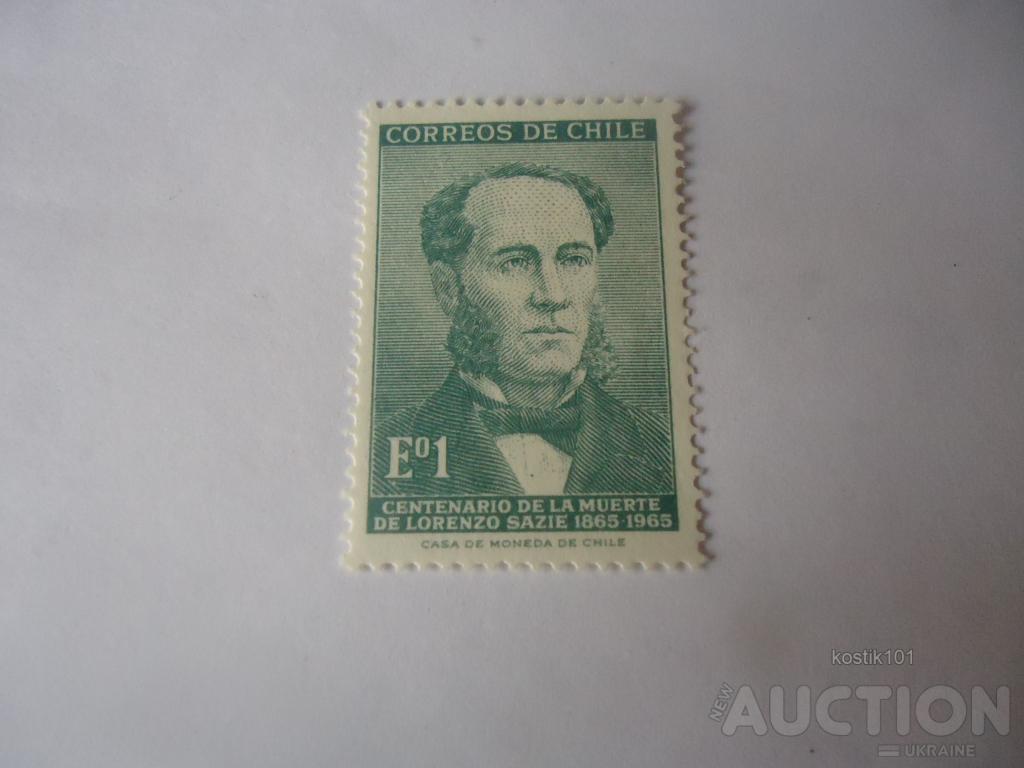 CORREOS DE CHILE
Eº1
CENTENARIO DE LA MUERTE
DE LORENZO SAZIE 1865-1965
CASA DE MONEDA DE CHILE
kostik101
NEW AUCTION
UKRAINE